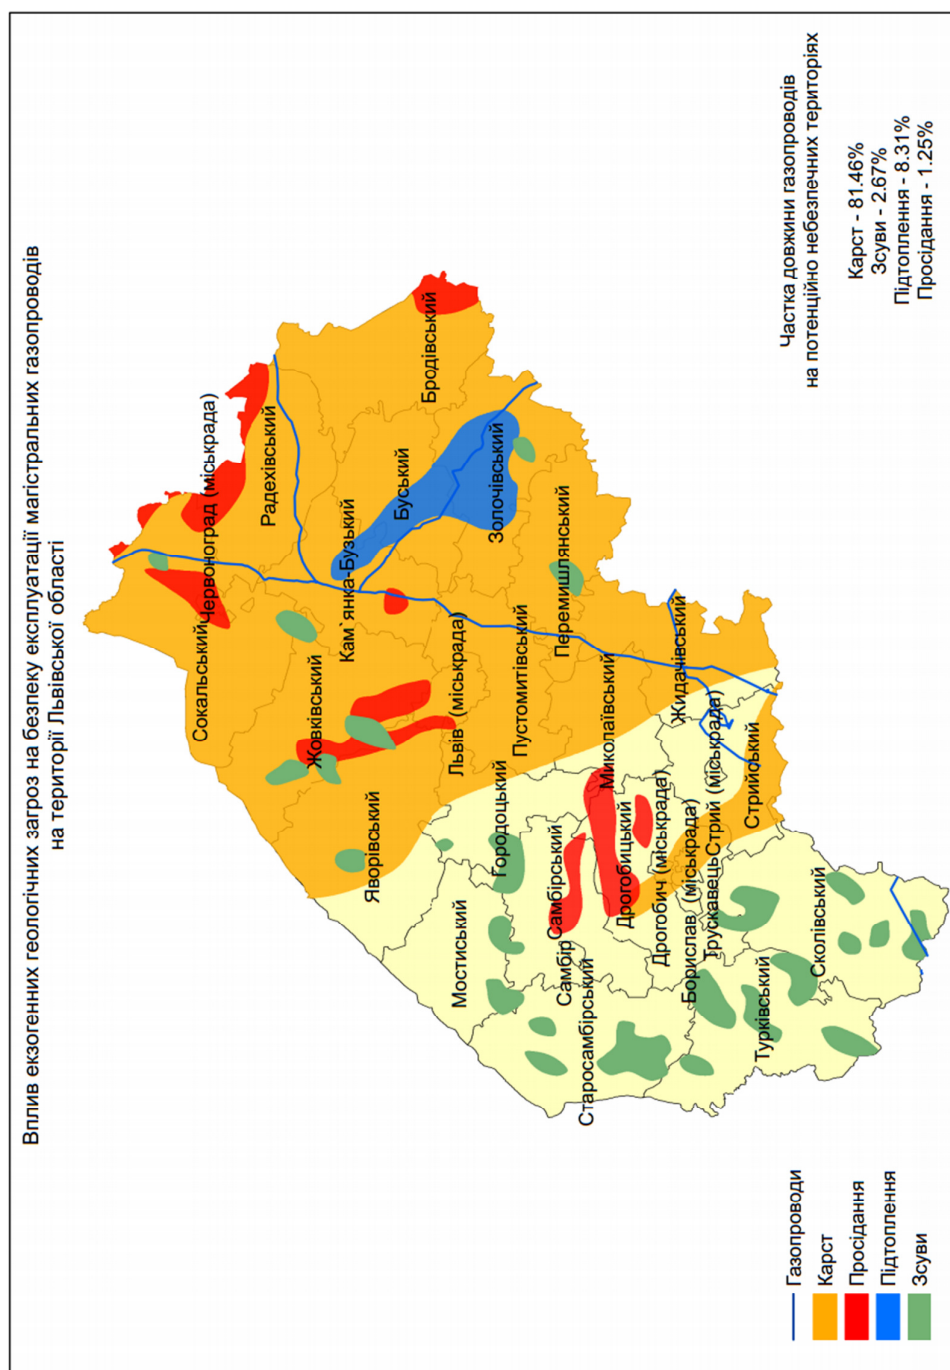 Вплив екзогенних геологічних загроз на безпеку експлуатації магістральних газопроводів
на території Львівської області
Сокальський
Червоноград (міськрада)
Радехівський
Жовківський
Кам`янка-Бузький
Буський
Бродівський
Яворівський
Львів (міськрада)
Золочівський
Мостиський
Городоцький
Пустомитівський
Перемишлянський
Самбір
Самбірський
Старосамбірський
Миколаївський
Дрогобицький
Дрогобич (міськрада)
Жидачівський
Борислав (міськрада)
Трускавець
Стрий (міськрада)
Стрийський
Турківський
Сколівський
Газопроводи
Карст
Просідання
Підтоплення
Зсуви
Частка довжини газопроводів
на потенційно небезпечних територіях
Карст - 81.46%
Зсуви - 2.67%
Підтоплення - 8.31%
Просідання - 1.25%